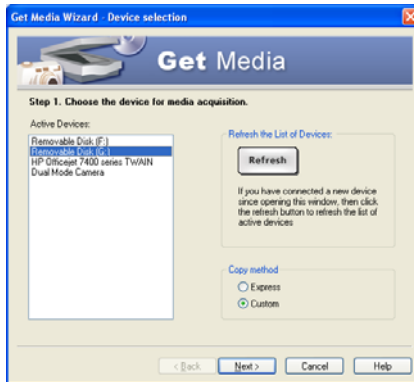 Get Media Wizard - Device selection
Get Media
Step 1. Choose the device for media acquisition.
Active Devices:
Removable Disk (F:)
Removable Disk (G:)
HP Officejet 7400 series TWAIN
Dual Mode Camera
Refresh the List of Devices:
Refresh
If you have connected a new device
since opening this window, then click
the refresh button to refresh the list of
active devices
Copy method
Express
Custom
< Back
Next >
Cancel
Help